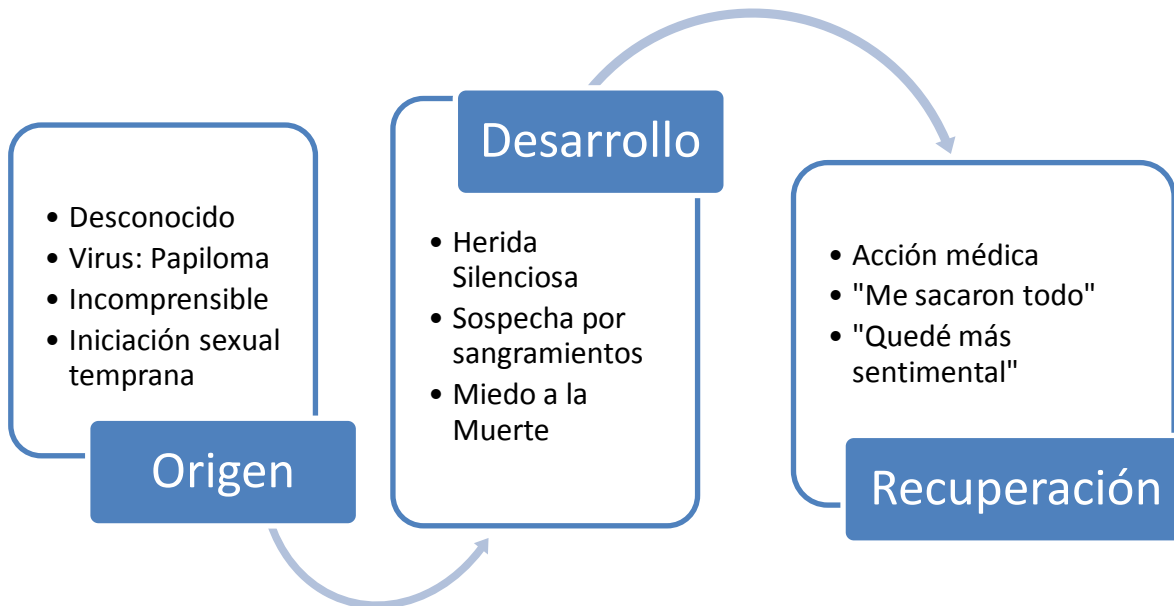 • Desconocido
• Virus: Papiloma
• Incomprensible
• Iniciación sexual
temprana
Origen
Desarrollo
• Herida
Silenciosa
• Sospecha por
sangramientos
• Miedo a la
Muerte
• Acción médica
• "Me sacaron todo"
• "Quedé más
sentimental"
Recuperación